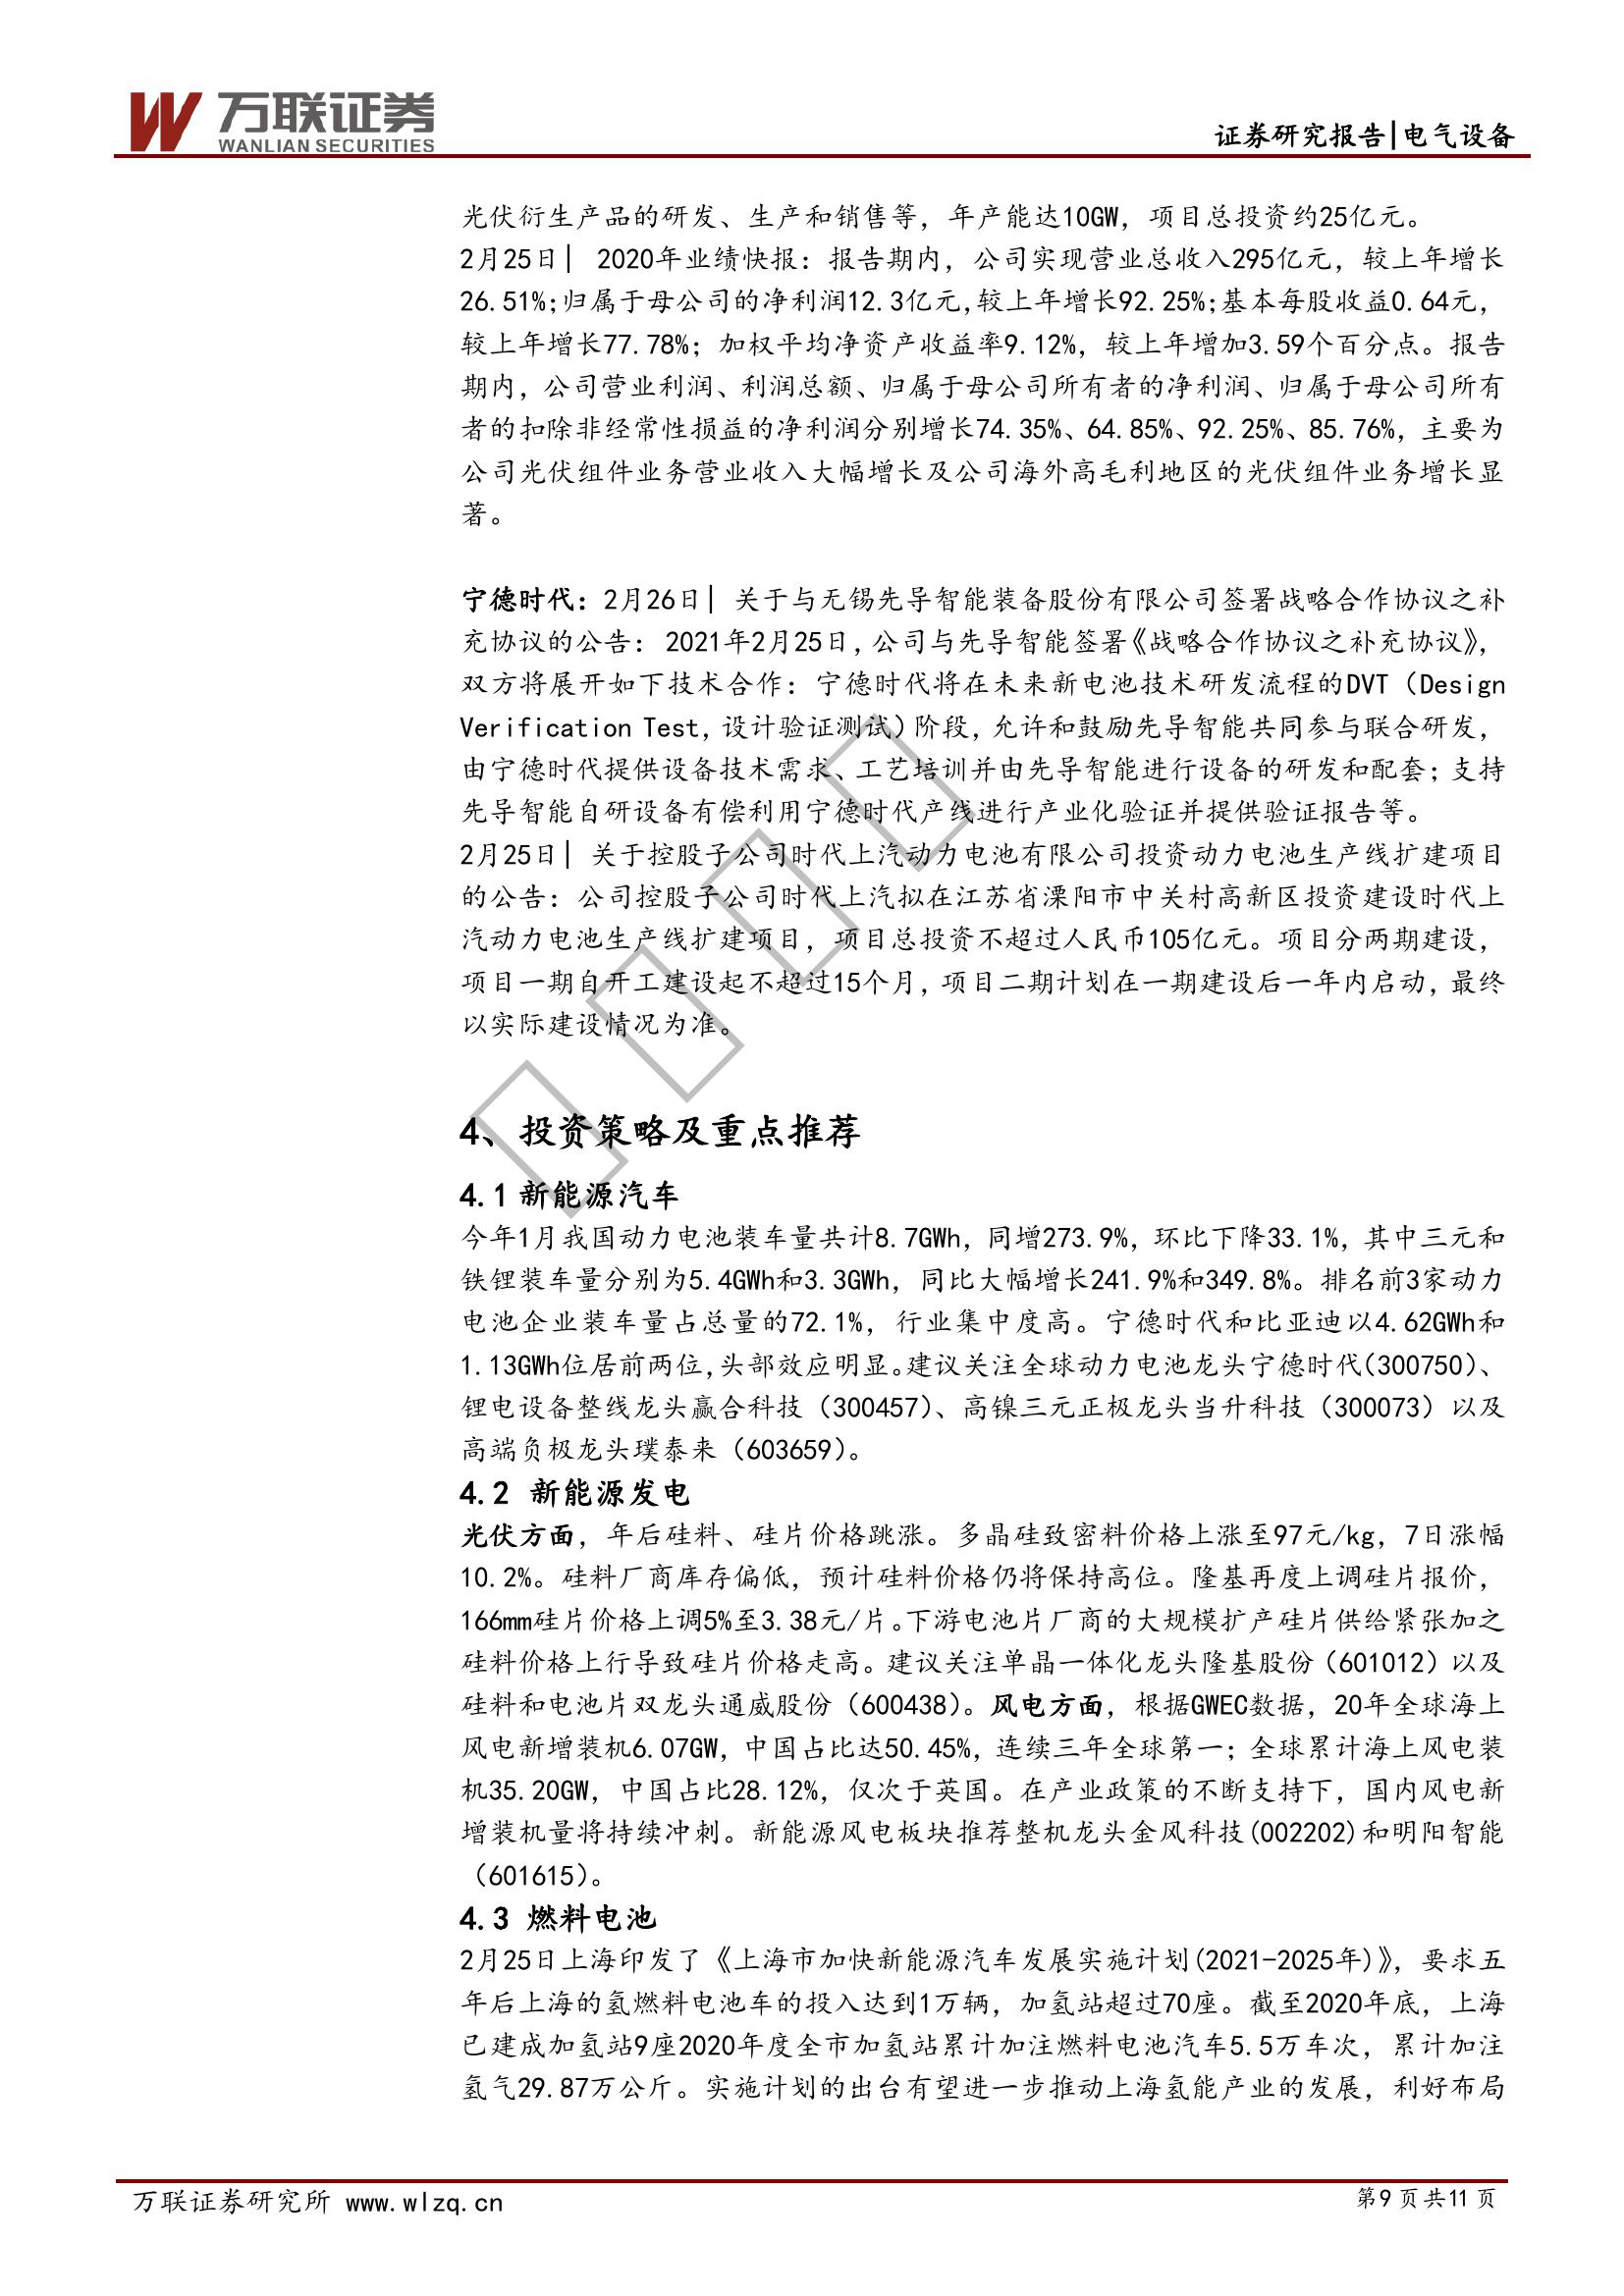 万联证券
WANLIAN SECURITIES
证券研究报告|电气设备
光伏衍生产品的研发、生产和销售等，年产能达10GW，项目总投资约25亿元。
2月25日| 2020年业绩快报：报告期内，公司实现营业总收入295亿元，较上年增长
26.51%;归属于母公司的净利润12.3亿元,较上年增长92.25%;基本每股收益0.64元，
较上年增长77.78%；加权平均净资产收益率9.12%，较上年增加3.59个百分点。报告
期内，公司营业利润、利润总额、归属于母公司所有者的净利润、归属于母公司所有
者的扣除非经常性损益的净利润分别增长74.35%、64.85%、92.25%、85.76%，主要为
公司光伏组件业务营业收入大幅增长及公司海外高毛利地区的光伏组件业务增长显
著。
宁德时代：2月26日| 关于与无锡先导智能装备股份有限公司签署战略合作协议之补
充协议的公告： 2021年2月25日，公司与先导智能签署《战略合作协议之补充协议》，
双方将展开如下技术合作：宁德时代将在未来新电池技术研发流程的DVT（Design
Verification Test，设计验证测试）阶段，允许和鼓励先导智能共同参与联合研发，
由宁德时代提供设备技术需求、工艺培训并由先导智能进行设备的研发和配套；支持
先导智能自研设备有偿利用宁德时代产线进行产业化验证并提供验证报告等。
2月25日| 关于控股子公司时代上汽动力电池有限公司投资动力电池生产线扩建项目
的公告：公司控股子公司时代上汽拟在江苏省溧阳市中关村高新区投资建设时代上
汽动力电池生产线扩建项目，项目总投资不超过人民币105亿元。项目分两期建设，
项目一期自开工建设起不超过15个月，项目二期计划在一期建设后一年内启动，最终
以实际建设情况为准。
4、投资策略及重点推荐
4.1 新能源汽车
今年1月我国动力电池装车量共计8.7GWh，同增273.9%，环比下降33.1%，其中三元和
铁锂装车量分别为5.4GWh和3.3GWh，同比大幅增长241.9%和349.8%。排名前3家动力
电池企业装车量占总量的72.1%，行业集中度高。宁德时代和比亚迪以4.62GWh和
1.13GWh位居前两位,头部效应明显。建议关注全球动力电池龙头宁德时代(300750)、
锂电设备整线龙头赢合科技（300457)、高镍三元正极龙头当升科技（300073）以及
高端负极龙头璞泰来（603659)。
4.2 新能源发电
光伏方面，年后硅料、硅片价格跳涨。多晶硅致密料价格上涨至97元/kg，7日涨幅
10.2%。硅料厂商库存偏低，预计硅料价格仍将保持高位。隆基再度上调硅片报价，
166mm硅片价格上调5%至3.38元/片。下游电池片厂商的大规模扩产硅片供给紧张加之
硅料价格上行导致硅片价格走高。建议关注单晶一体化龙头隆基股份（601012）以及
硅料和电池片双龙头通威股份（600438)。风电方面，根据GWEC数据，20年全球海上
风电新增装机6.07GW，中国占比达50.45%，连续三年全球第一；全球累计海上风电装
机35.20GW，中国占比28.12%，仅次于英国。在产业政策的不断支持下，国内风电新
增装机量将持续冲刺。新能源风电板块推荐整机龙头金风科技(002202)和明阳智能
（601615)。
4.3 燃料电池
2月25日上海印发了《上海市加快新能源汽车发展实施计划(2021-2025年)》，要求五
年后上海的氢燃料电池车的投入达到1万辆，加氢站超过70座。截至2020年底，上海
已建成加氢站9座2020年度全市加氢站累计加注燃料电池汽车5.5万车次，累计加注
氢气29.87万公斤。实施计划的出台有望进一步推动上海氢能产业的发展，利好布局
万联证券研究所 www.wlzq.cn
第9 页 共11 页